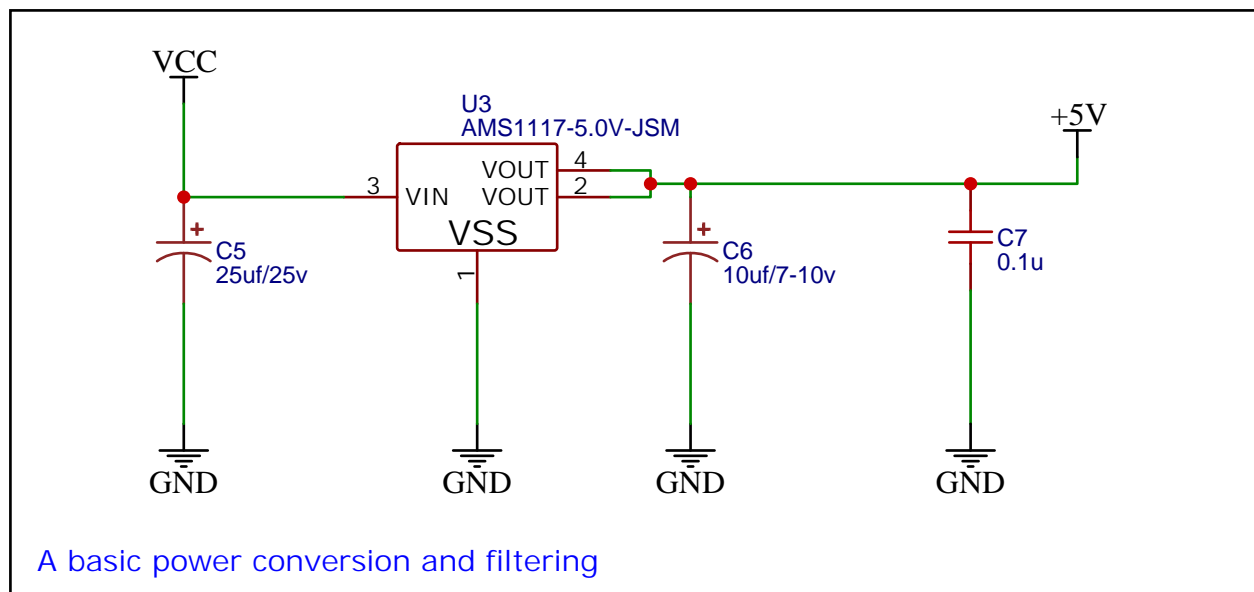 VCC
U3
AMS1117-5.0V-JSM
+5V
VOUT
4
3
VIN
VOUT
2
VSS
1
+
C5
25uf/25v
+
C6
10uf/7-10v
C7
0.1u
GND
GND
GND
GND
A basic power conversion and filtering